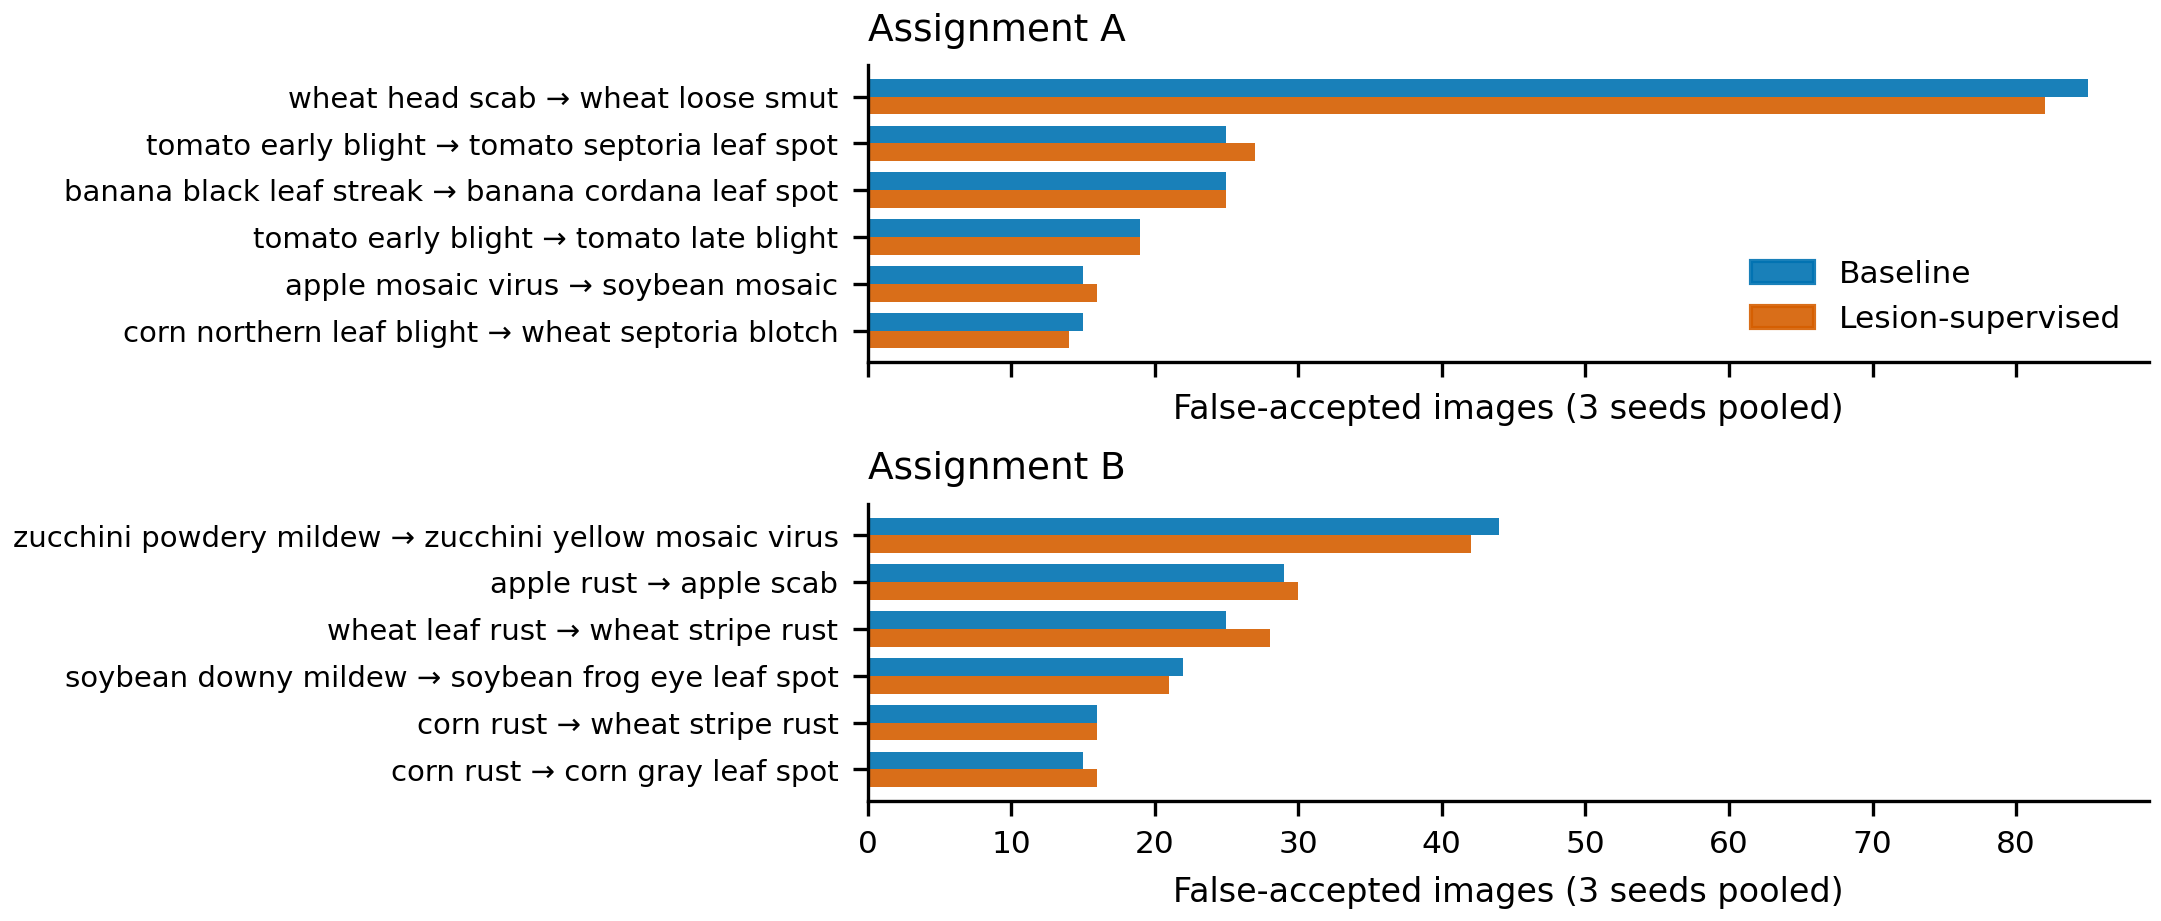 Assignment A
wheat head scab → wheat loose smut
tomato early blight → tomato septoria leaf spot
banana black leaf streak → banana cordana leaf spot
tomato early blight → tomato late blight
apple mosaic virus → soybean mosaic
corn northern leaf blight → wheat septoria blotch
Baseline
Lesion-supervised
False-accepted images (3 seeds pooled)
Assignment B
zucchini powdery mildew → zucchini yellow mosaic virus
apple rust → apple scab
wheat leaf rust → wheat stripe rust
soybean downy mildew → soybean frog eye leaf spot
corn rust → wheat stripe rust
corn rust → corn gray leaf spot
0 10 20 30 40 50 60 70 80
False-accepted images (3 seeds pooled)